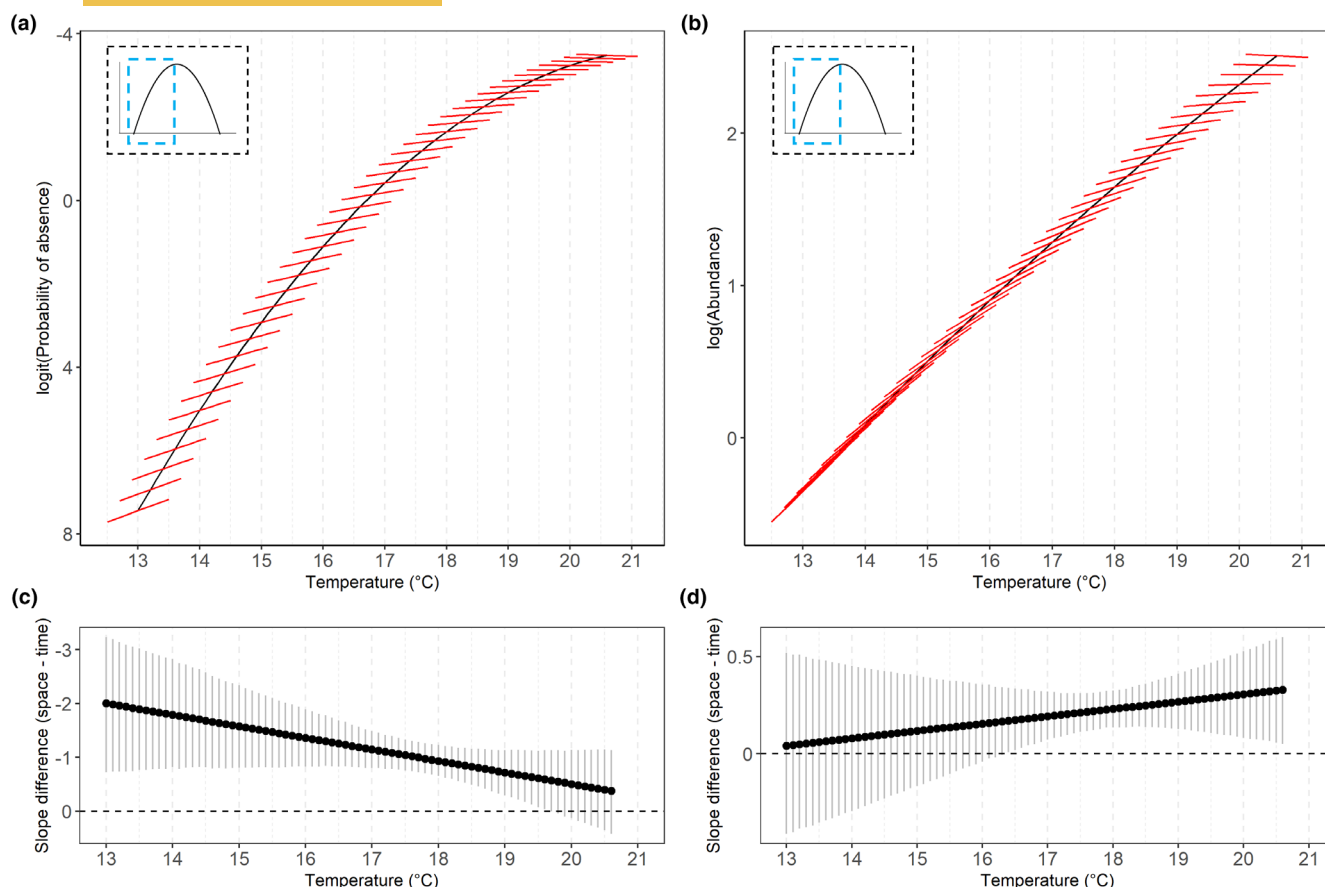 (a)
-4
0
4
8
logit(Probability of absence)
13 14 15 16 17 18 19 20 21
Temperature (°C)
(b)
2
1
0
log(Abundance)
13 14 15 16 17 18 19 20 21
Temperature (°C)
(c)
-3
-2
-1
0
Slope difference (space - time)
13 14 15 16 17 18 19 20 21
Temperature (°C)
(d)
0.5
0
Slope difference (space - time)
13 14 15 16 17 18 19 20 21
Temperature (°C)